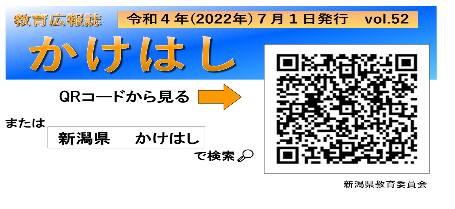 教育広報誌
令和４年(2022年)７月１日発行 vol.52
かけはし
QRコードから見る
または
新潟県 かけはし
で検索
新潟県教育委員会